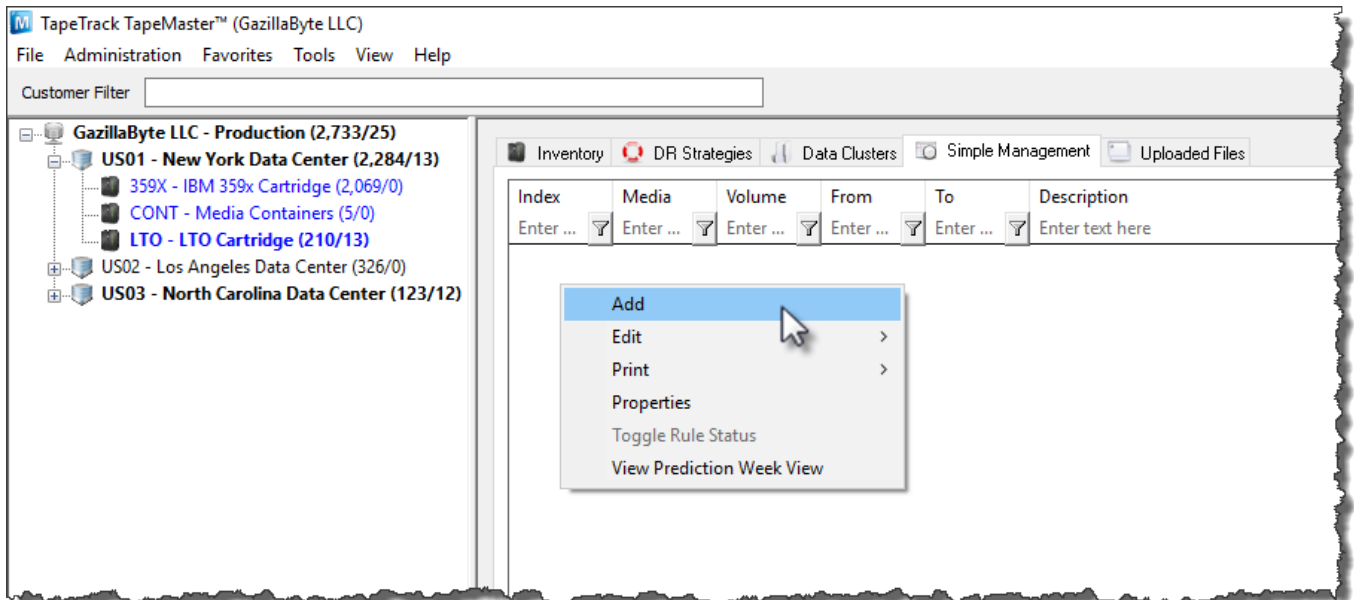 TapeTrack TapeMaster™ (GazillaByte LLC)
File Administration Favorites Tools View Help
Customer Filter
GazillaByte LLC - Production (2,733/25)
US01 - New York Data Center (2,284/13)
359X - IBM 359x Cartridge (2,069/0)
CONT - Media Containers (5/0)
LTO - LTO Cartridge (210/13)
US02 - Los Angeles Data Center (326/0)
US03 - North Carolina Data Center (123/12)
Inventory DR Strategies Data Clusters Simple Management Uploaded Files
Index Media Volume From To Description
Enter ... Enter ... Enter ... Enter ... Enter ... Enter text here
Add
Edit
Print
Properties
Toggle Rule Status
View Prediction Week View